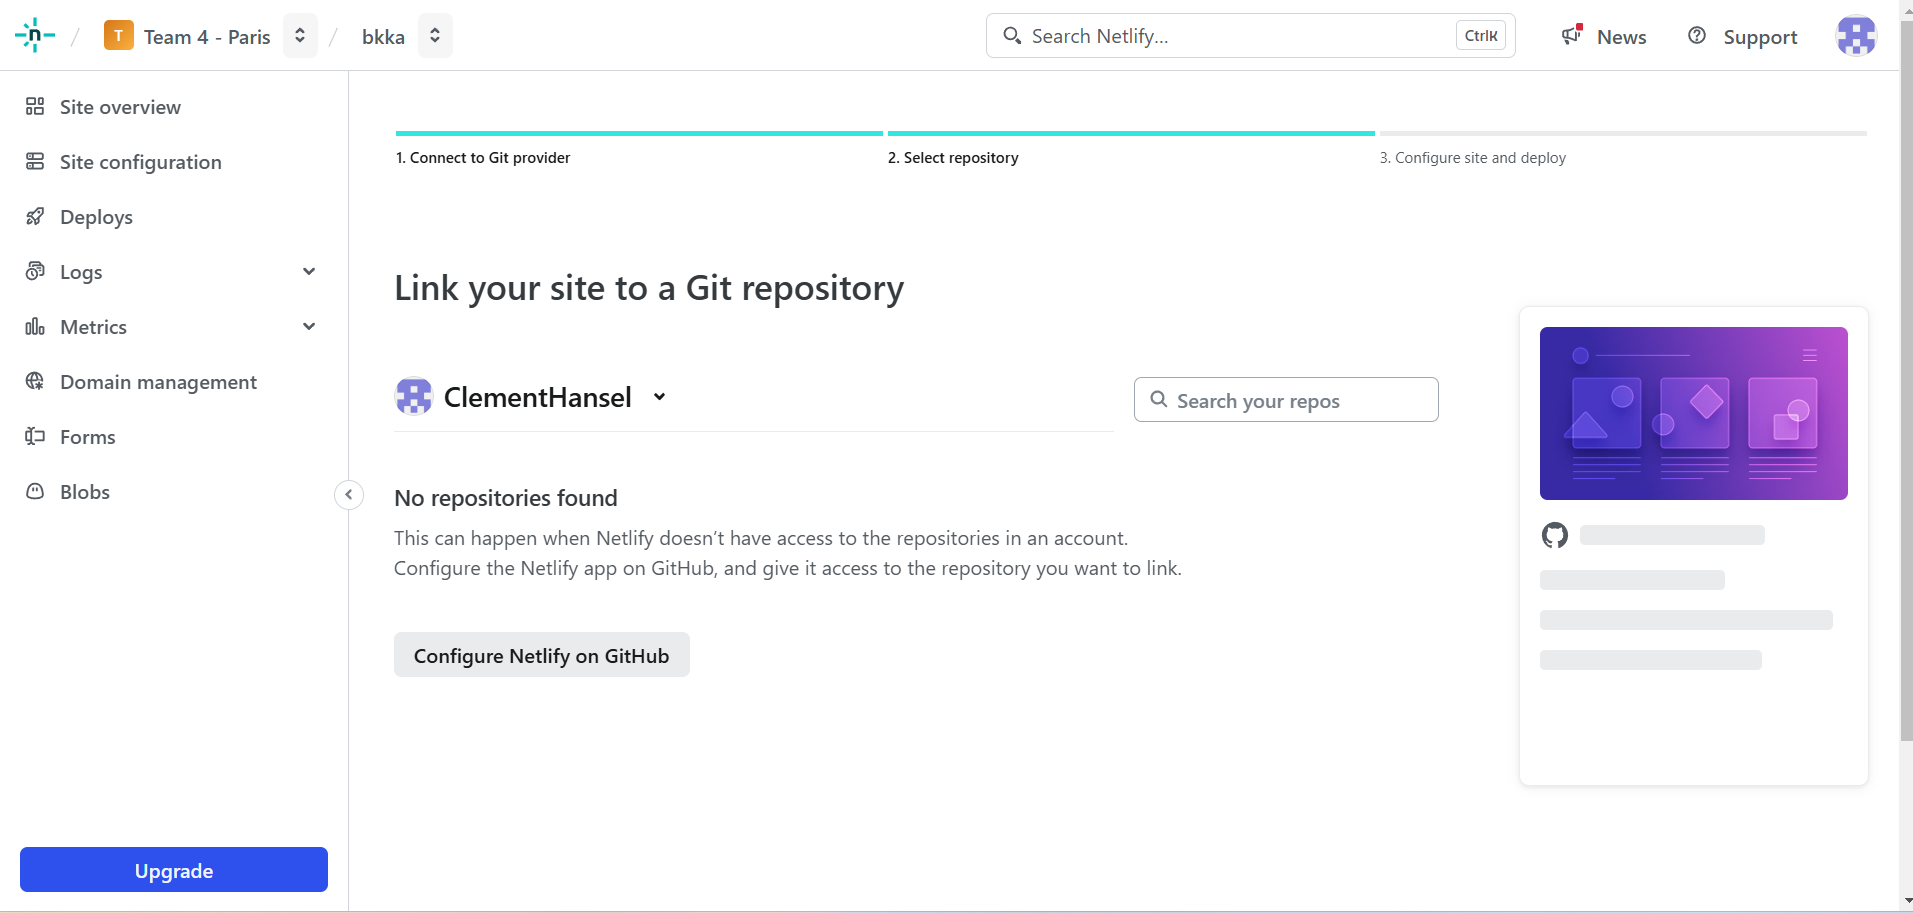 n / T Team 4 - Paris / bkka
Search Netlify... CtrlK
News
Support
Site overview
Site configuration
Deploys
Logs
Metrics
Domain management
Forms
Blobs
Upgrade
1. Connect to Git provider
2. Select repository
3. Configure site and deploy
Link your site to a Git repository
ClementHansel
Search your repos
No repositories found
This can happen when Netlify doesn’t have access to the repositories in an account.
Configure the Netlify app on GitHub, and give it access to the repository you want to link.
Configure Netlify on GitHub